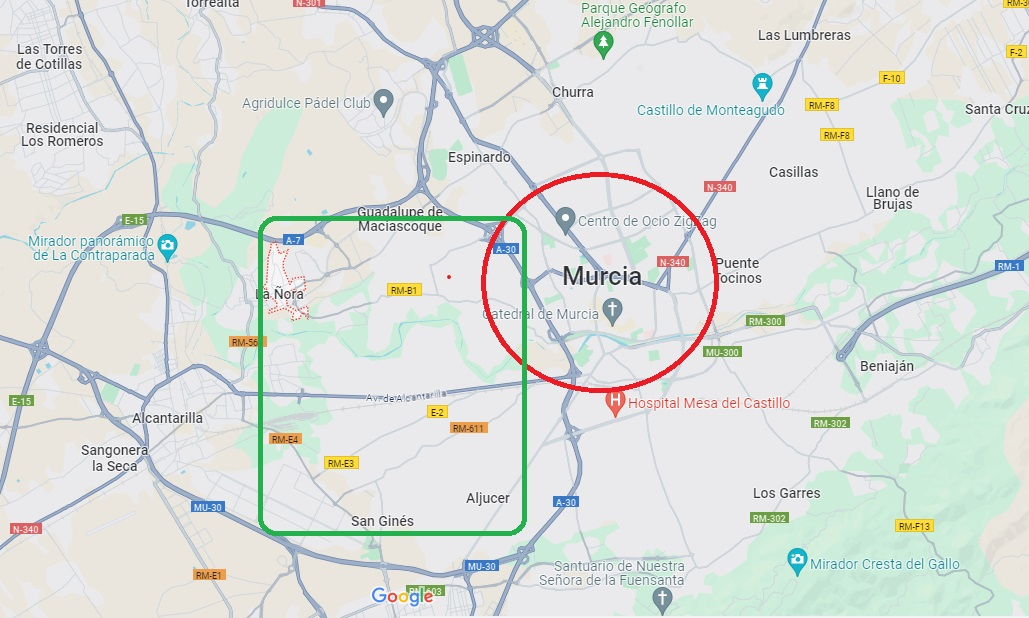 Torrealta
N-301
Parque Geógrafo
Alejandro Fenollar
RM-3
Las Torres
de Cotillas
Las Lumbreras
F-2
F-10
Churra
Agridulce Pádel Club
Castillo de Monteagudo
RM-F8
Santa Cruz
Residencial
Los Romeros
RM-F8
Espinardo
Casillas
N-340
Llano de
Brujas
E-15
Guadalupe de
Maciascoque
Centro de Ocio ZigZag
Mirador panorámico
de La Contraparada
A-7
A-30
N-340
Puente
Tocinos
RM-1
Murcia
La Ñora
RM-B1
Catedral de Murcia
RM-300
RM-56
MU-300
Beniaján
E-15
Av. de Alcantarilla
Hospital Mesa del Castillo
Alcantarilla
E-2
RM-611
RM-302
RM-E4
Sangonera
la Seca
RM-E3
Aljucer
Los Garres
MU-30
A-30
San Ginés
RM-302
RM-F13
N-340
MU-30
Santuario de Nuestra
Señora de la Fuensanta
Mirador Cresta del Gallo
RM-E1
Google